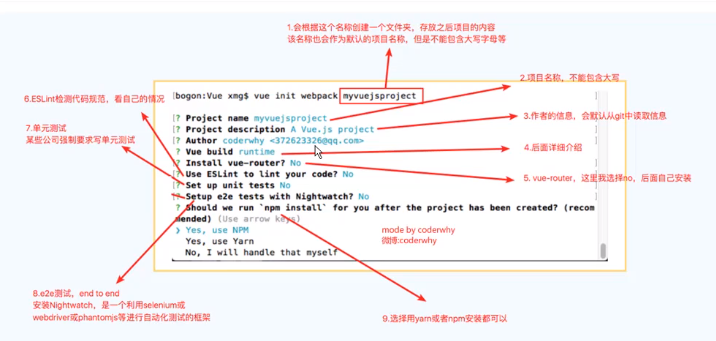 1.会根据这个名称创建一个文件夹，存放之后项目的内容
该名称也会作为默认的项目名称，但是不能包含大写字母等
bogon:Vue xmg$ vue init webpack myvuejsproject
2.项目名称，不能包含大写
6.ESLint检测代码规范，看自己的情况
? Project name myvuejsproject
3.作者的信息，会默认从git中读取信息
? Project description A Vue.js project
7.单元测试
某些公司强制要求写单元测试
? Author coderwhy <372623326@qq.com>
? Vue build runtime
4.后面详细介绍
? Install vue-router? No
? Use ESLint to lint your code? No
5. vue-router，这里我选择no，后面自己安装
? Set up unit tests No
? Setup e2e tests with Nightwatch? No
? Should we run `npm install` for you after the project has been created? (recom
mended) (Use arrow keys)
❯ Yes, use NPM
Yes, use Yarn
No, I will handle that myself
mode by coderwhy
微博:coderwhy
8.e2e测试，end to end
安装Nightwatch，是一个利用selenium或
webdriver或phantomjs等进行自动化测试的框架
9.选择用yarn或者npm安装都可以